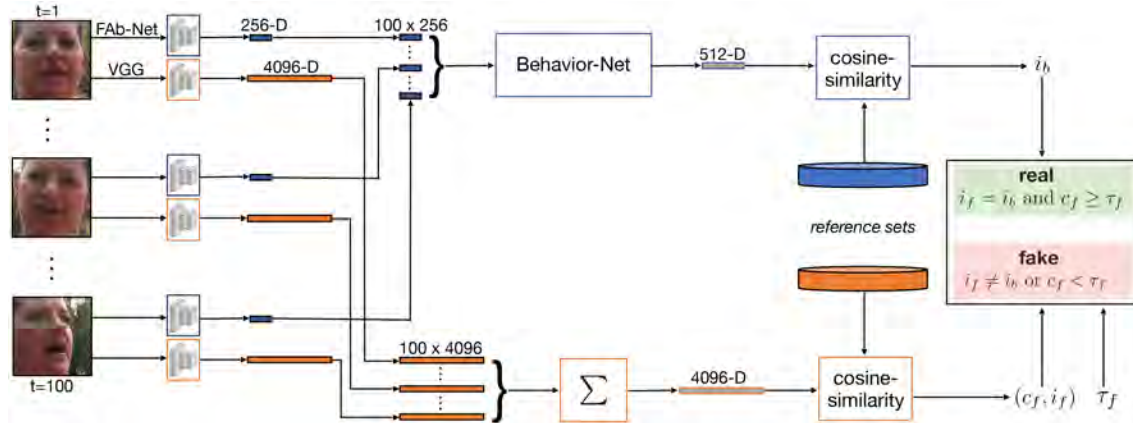 t=1
FAb-Net
256-D
100 x 256
VGG
4096-D
Behavior-Net
512-D
cosine-
similarity
i_b
real
i_f = i_b and c_f ≥ τ_f
reference sets
fake
i_f ≠ i_b or c_f < τ_f
t=100
100 x 4096
Σ
4096-D
cosine-
similarity
(c_f, i_f)
τ_f